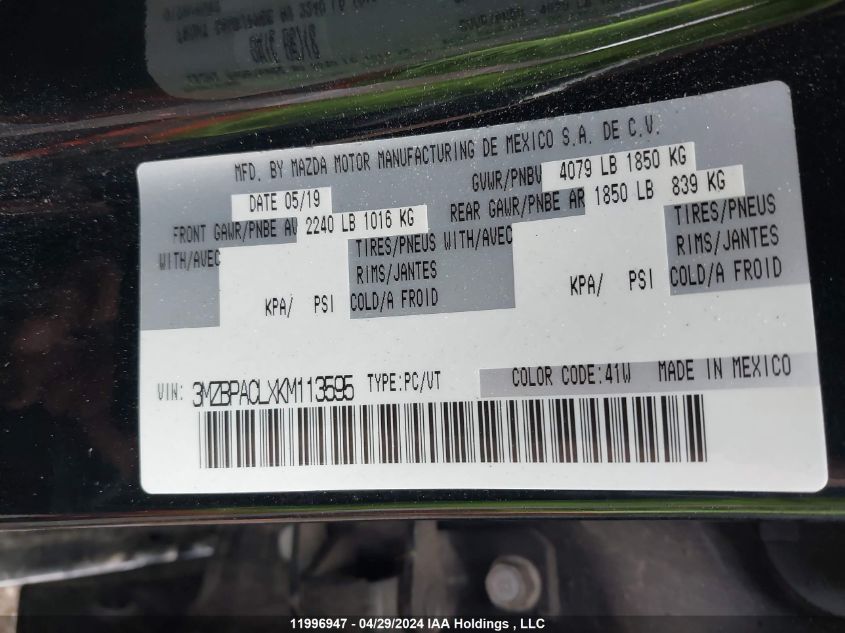 MFD. BY MAZDA MOTOR MANUFACTURING DE MEXICO S.A. DE C.V.
DATE 05/19 GVWR/PNBV 4079 LB 1850 KG
FRONT GAWR/PNBE AV 2240 LB 1016 KG REAR GAWR/PNBE AR 1850 LB 839 KG
WITH/AVEC TIRES/PNEUS WITH/AVEC TIRES/PNEUS
RIMS/JANTES RIMS/JANTES
KPA/ PSI COLD/A FROID KPA/ PSI COLD/A FROID
VIN: 3MZBPACLXKM113595 TYPE:PC/VT COLOR CODE:41W MADE IN MEXICO
11996947 - 04/29/2024 IAA Holdings , LLC